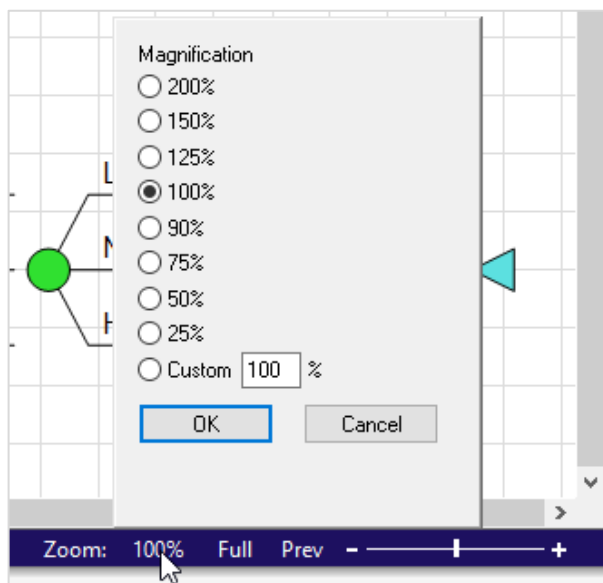 Magnification
200%
150%
125%
100%
90%
75%
50%
25%
Custom 100 %
OK Cancel
L
N
H
Zoom: 100% Full Prev - +